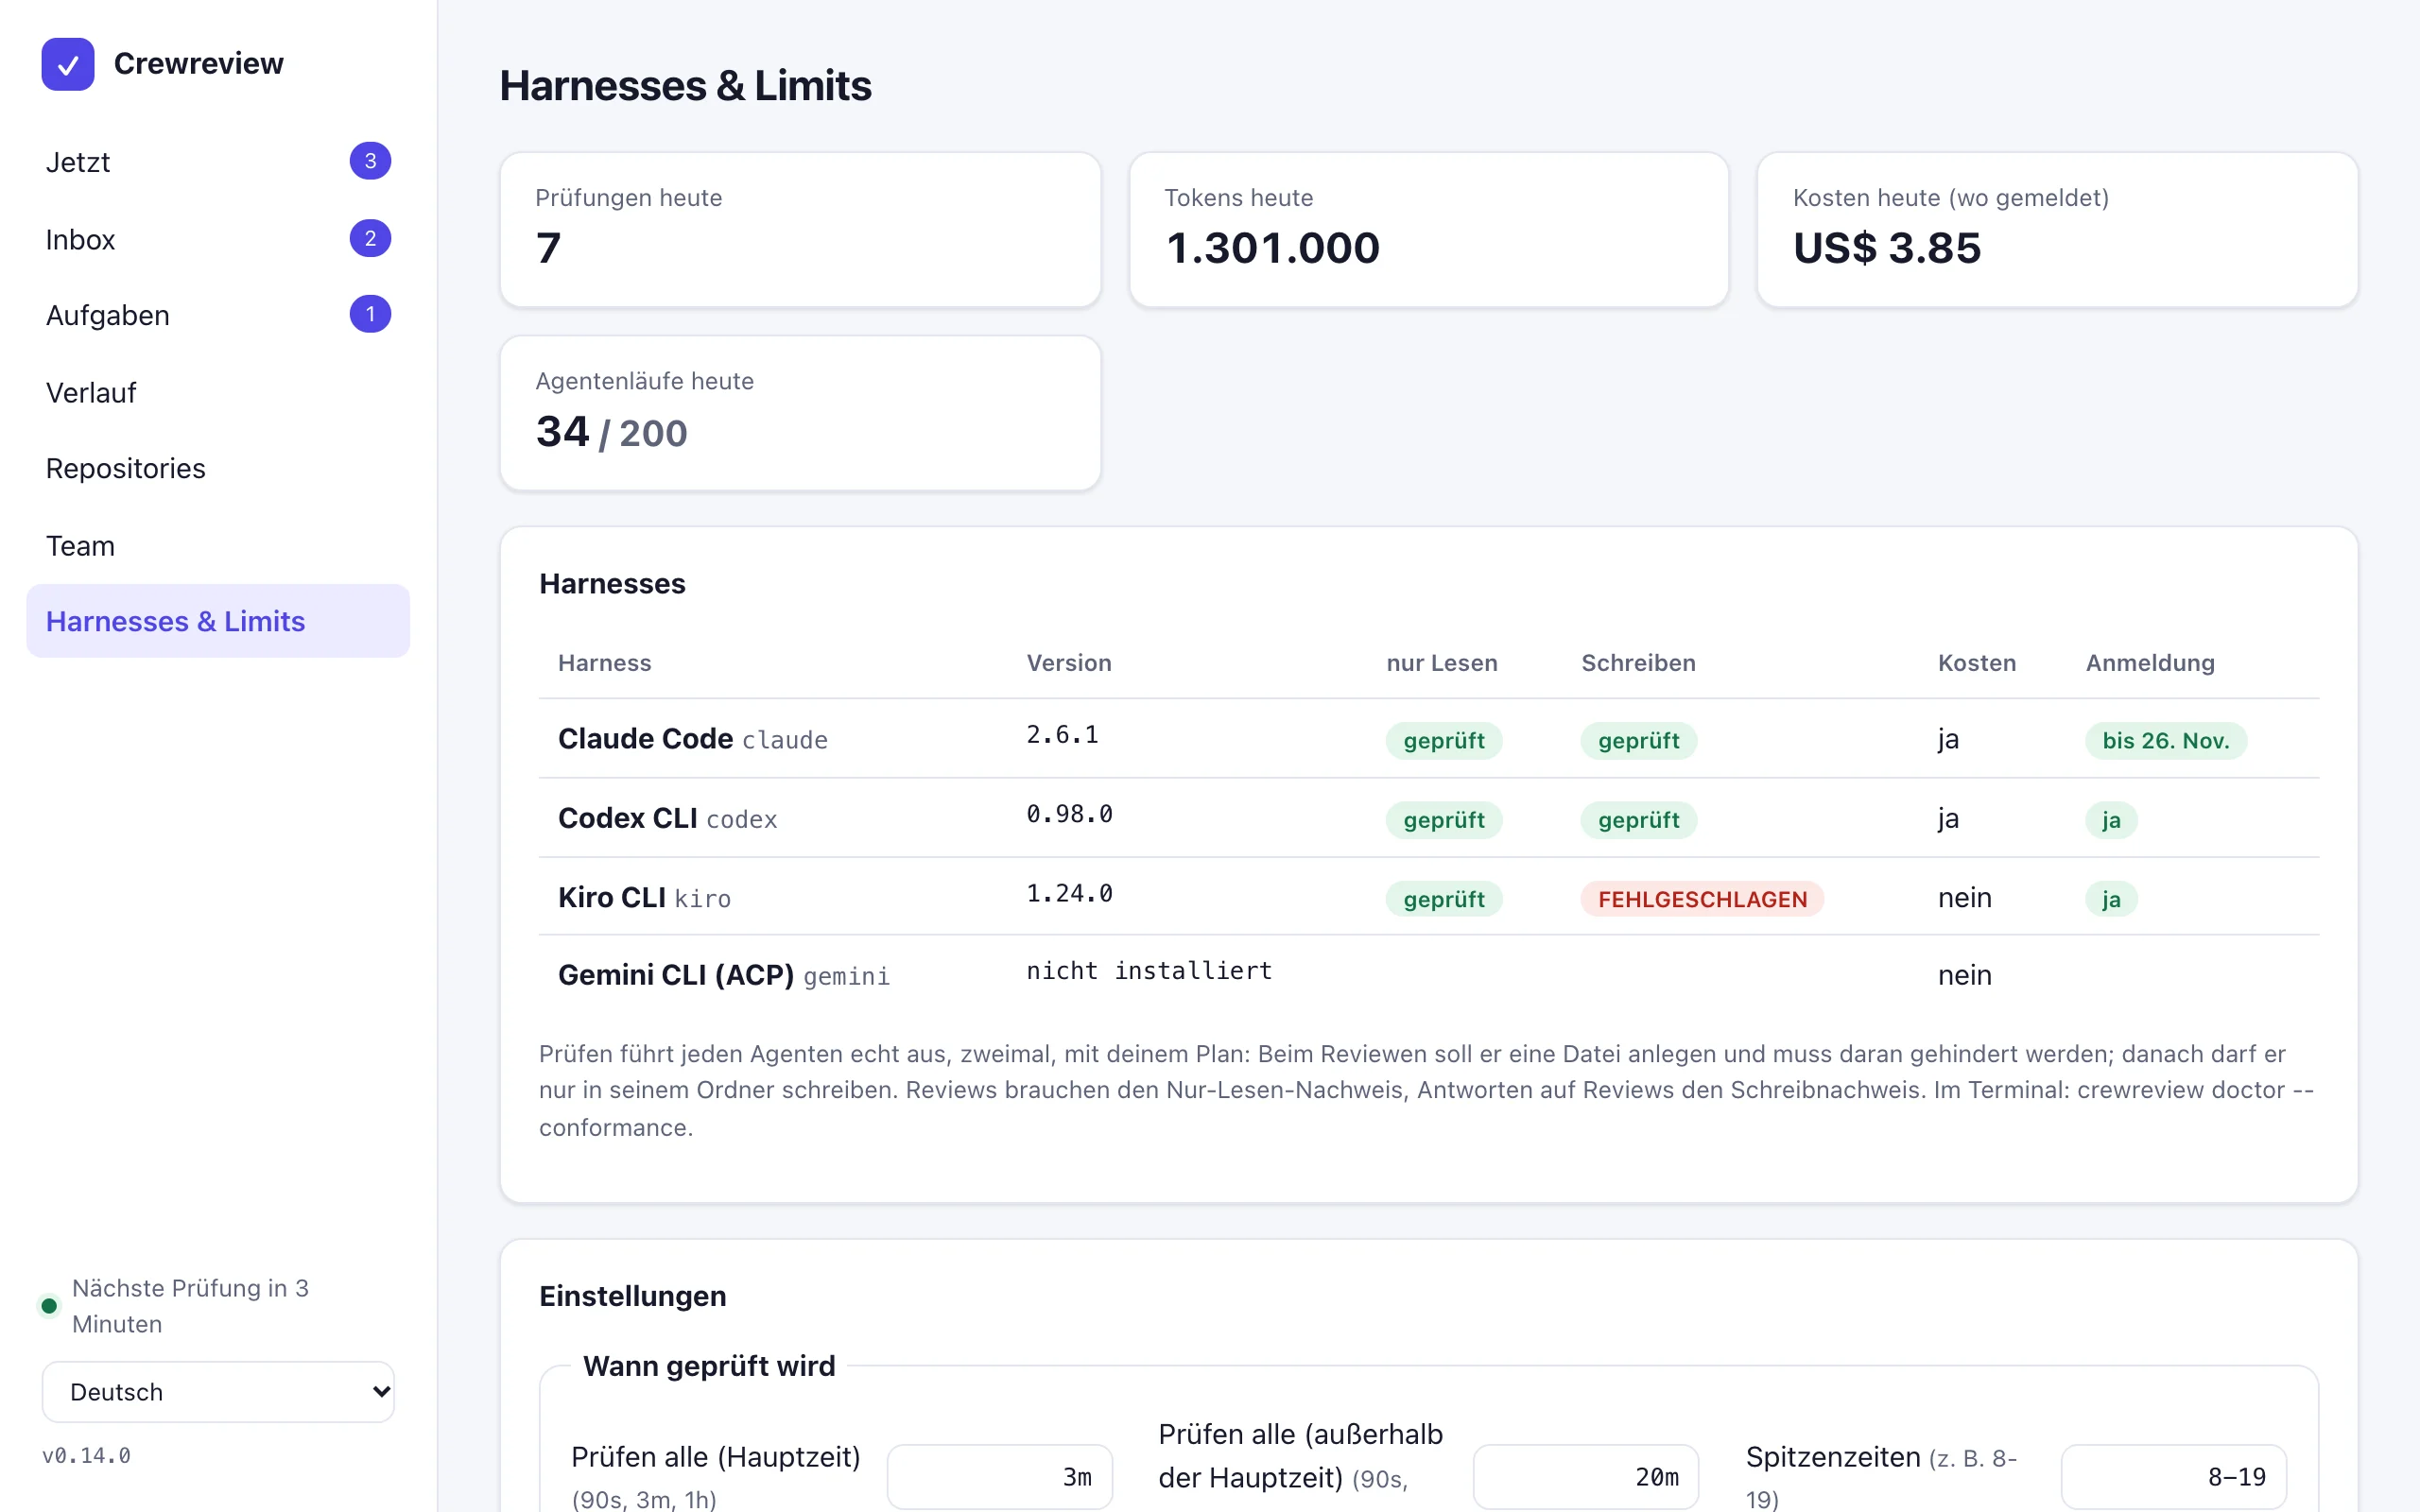 Crewreview
Jetzt 3
Inbox 2
Aufgaben 1
Verlauf
Repositories
Team
Harnesses & Limits
Nächste Prüfung in 3
Minuten
Deutsch
v0.14.0
Harnesses & Limits
Prüfungen heute
7
Tokens heute
1.301.000
Kosten heute (wo gemeldet)
US$ 3.85
Agentenläufe heute
34 / 200
Harnesses
Harness Version nur Lesen Schreiben Kosten Anmeldung
Claude Code claude 2.6.1 geprüft geprüft ja bis 26. Nov.
Codex CLI codex 0.98.0 geprüft geprüft ja ja
Kiro CLI kiro 1.24.0 geprüft FEHLGESCHLAGEN nein ja
Gemini CLI (ACP) gemini nicht installiert nein
Prüfen führt jeden Agenten echt aus, zweimal, mit deinem Plan: Beim Reviewen soll er eine Datei anlegen und muss daran gehindert werden; danach darf er
nur in seinem Ordner schreiben. Reviews brauchen den Nur-Lesen-Nachweis, Antworten auf Reviews den Schreibnachweis. Im Terminal: crewreview doctor --
conformance.
Einstellungen
Wann geprüft wird
Prüfen alle (Hauptzeit)
(90s, 3m, 1h)
3m
Prüfen alle (außerhalb
der Hauptzeit) (90s,
20m
Spitzenzeiten (z. B. 8-
19)
8–19